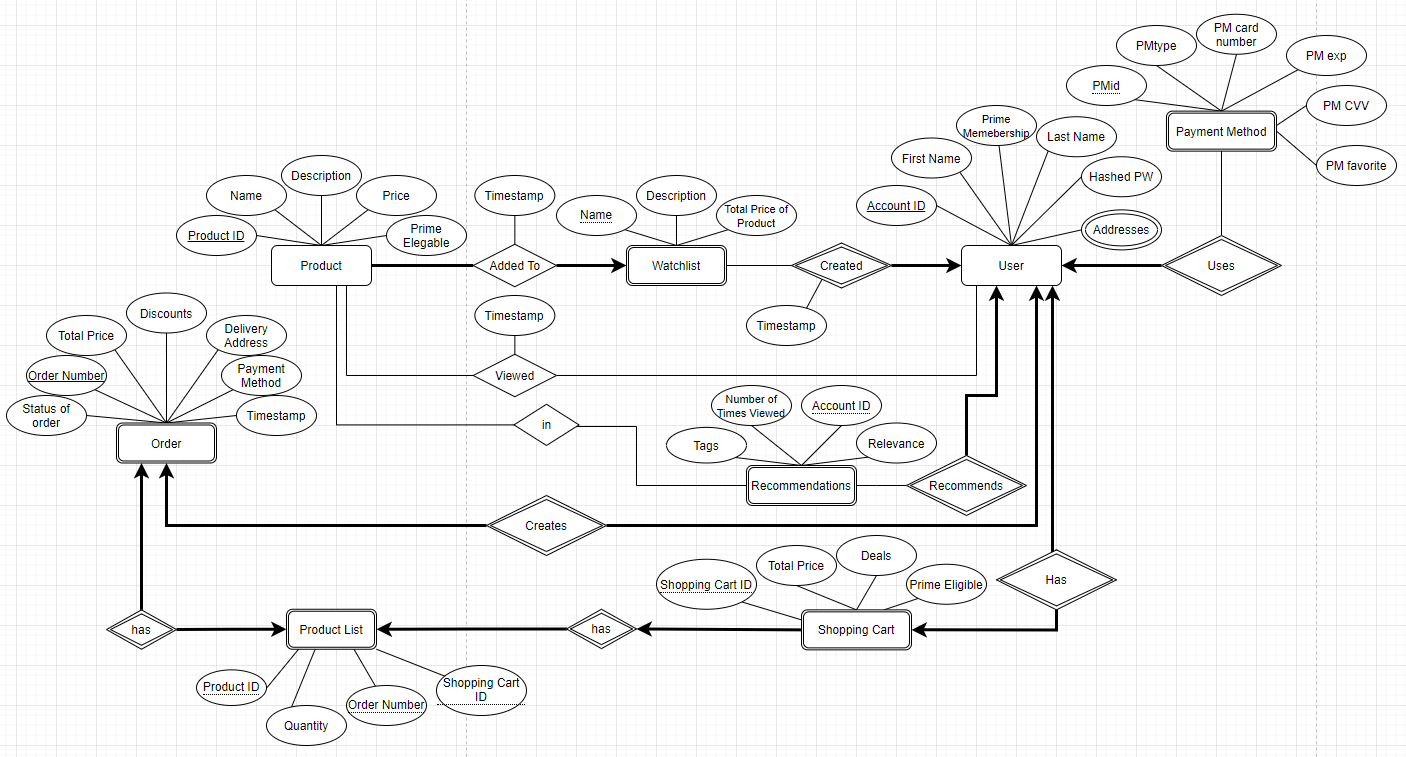 PM card
number
PMtype
PM exp
PMid
PM CVV
Prime
Memebership
Last Name
Payment Method
First Name
PM favorite
Description
Hashed PW
Name
Price
Timestamp
Description
Account ID
Name
Total Price of
Product
Product ID
Prime
Elegable
Addresses
Product
Added To
Watchlist
Created
User
Uses
Discounts
Timestamp
Timestamp
Total Price
Delivery
Address
Order Number
Payment
Method
Viewed
Status of
order
Timestamp
Number of
Times Viewed
Account ID
in
Order
Tags
Relevance
Recommendations
Recommends
Creates
Deals
Total Price
Shopping Cart ID
Prime Eligible
Has
has
Product List
has
Shopping Cart
Product ID
Shopping Cart
ID
Order Number
Quantity